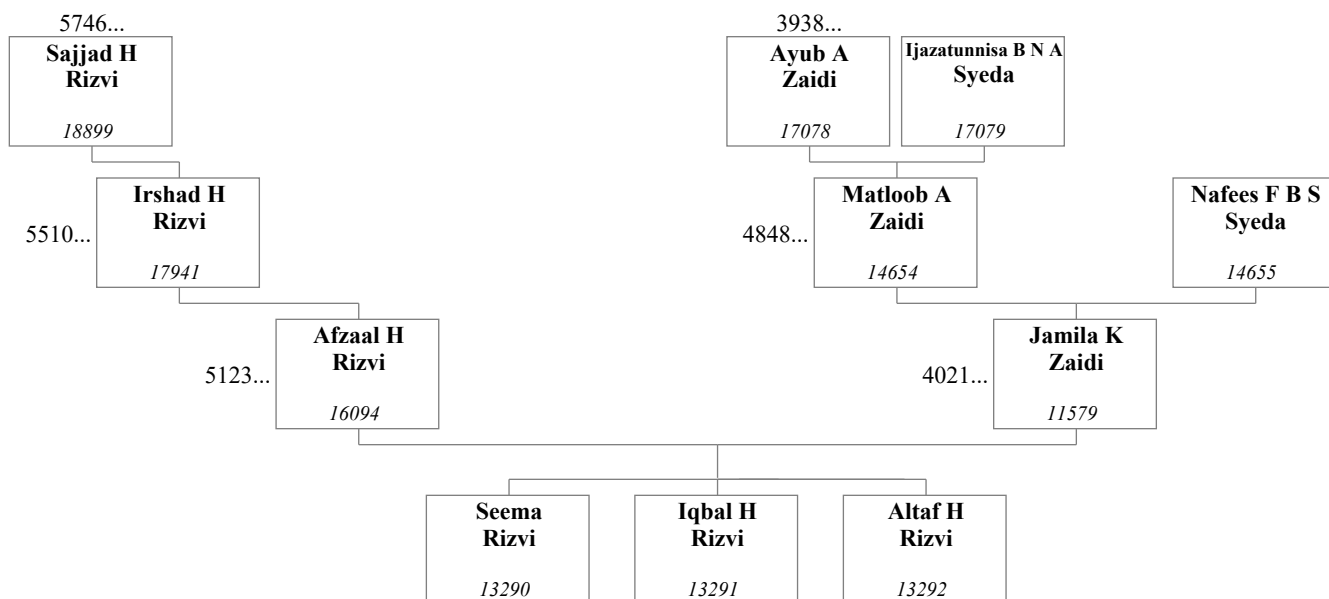 5746...
Sajjad H
Rizvi
18899
3938...
Ayub A
Zaidi
17078
Ijazatunnisa B N A
Syeda
17079
5510...
Irshad H
Rizvi
17941
4848...
Matloob A
Zaidi
14654
Nafees F B S
Syeda
14655
5123...
Afzaal H
Rizvi
16094
4021...
Jamila K
Zaidi
11579
Seema
Rizvi
13290
Iqbal H
Rizvi
13291
Altaf H
Rizvi
13292